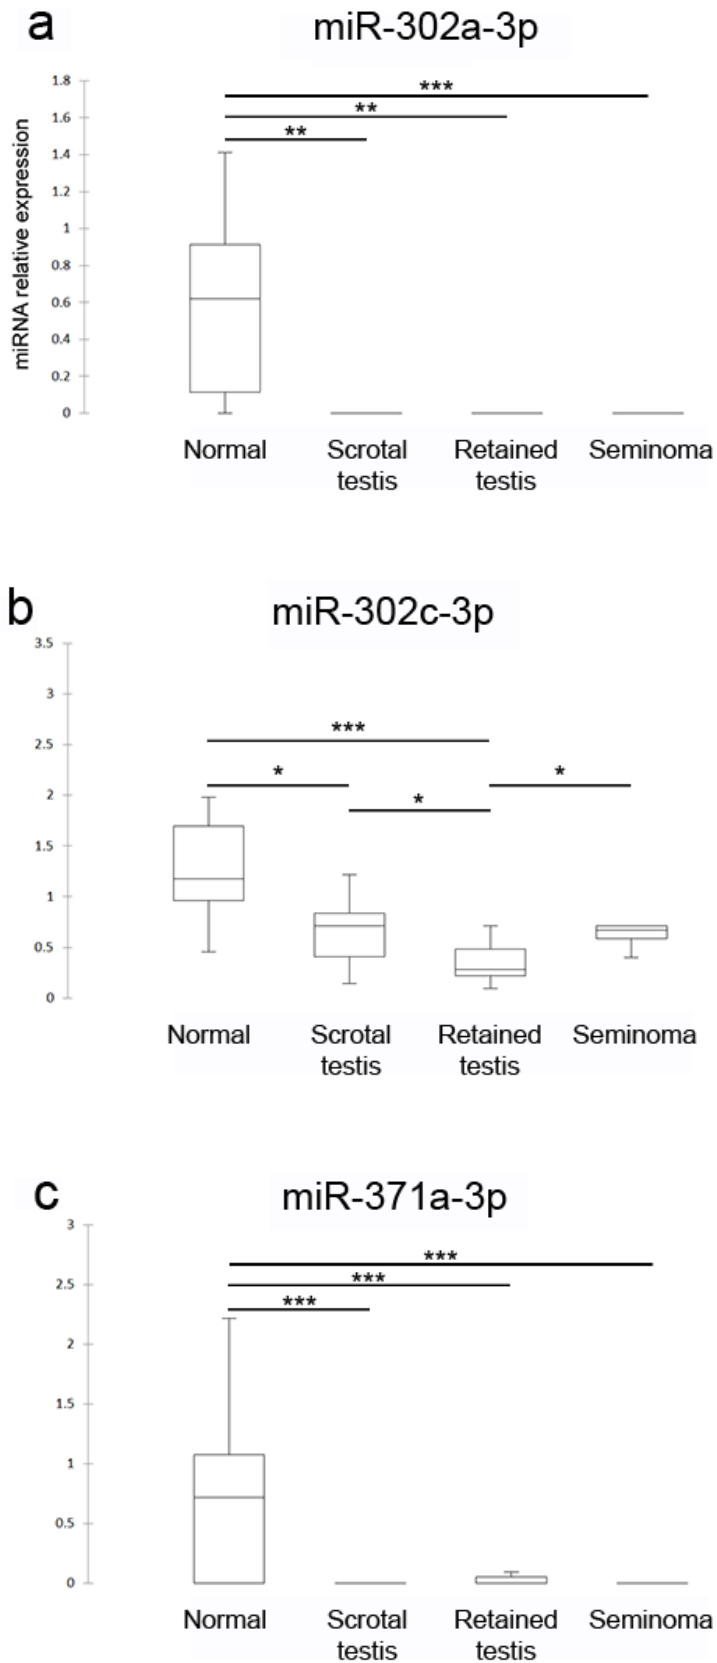 a
miR-302a-3p
miRNA relative expression
1.8
1.6
1.4
1.2
1
0.8
0.6
0.4
0.2
0
***
**
**
Normal
Scrotal testis
Retained testis
Seminoma
b
miR-302c-3p
3.5
3
2.5
2
1.5
1
0.5
0
***
*
*
*
Normal
Scrotal testis
Retained testis
Seminoma
c
miR-371a-3p
3
2.5
2
1.5
1
0.5
0
***
***
***
Normal
Scrotal testis
Retained testis
Seminoma